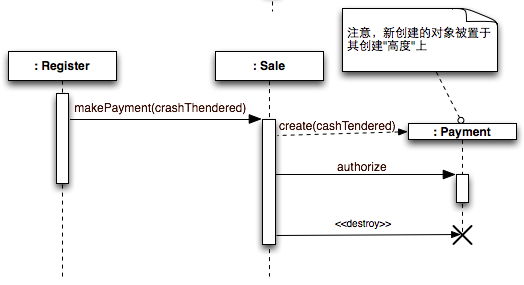 注意，新创建的对象被置于
其创建"高度"上
: Register
: Sale
makePayment(crashThendered)
create(cashTendered)
: Payment
authorize
<<destroy>>